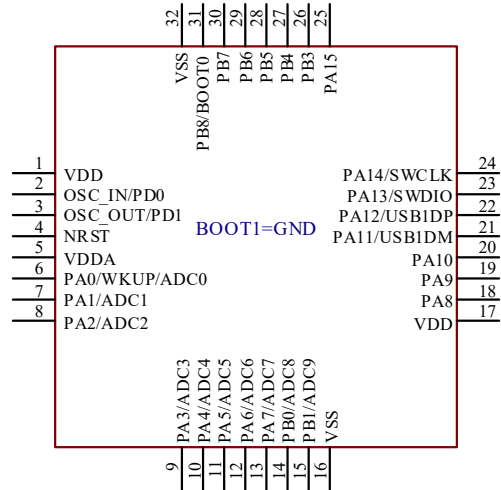 32 31 30 29 28 27 26 25
VSS
PB8/BOOT0
PB7
PB6
PB5
PB4
PB3
PA15
1 VDD
2 OSC_IN/PD0
3 OSC_OUT/PD1
4 NRST
5 VDDA
6 PA0/WKUP/ADC0
7 PA1/ADC1
8 PA2/ADC2
BOOT1=GND
PA14/SWCLK 24
PA13/SWDIO 23
PA12/USB1DP 22
PA11/USB1DM 21
PA10 20
PA9 19
PA8 18
VDD 17
PA3/ADC3
PA4/ADC4
PA5/ADC5
PA6/ADC6
PA7/ADC7
PB0/ADC8
PB1/ADC9
VSS
9 10 11 12 13 14 15 16